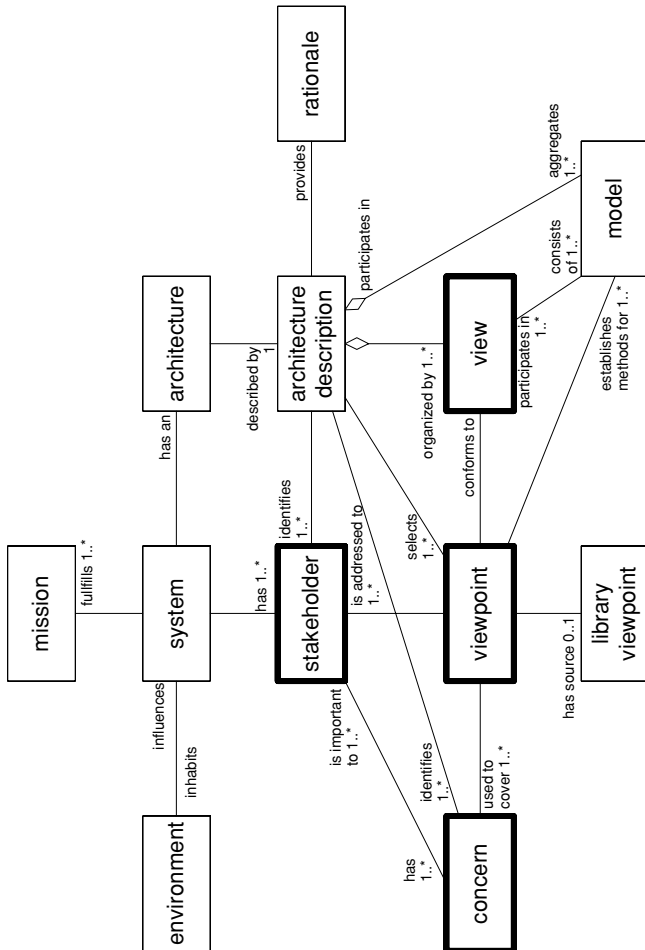 mission
fullfills 1..*
environment
inhabits
influences
system
has an
architecture
has 1..*
described by
1
stakeholder
identifies
1..*
architecture
description
provides
rationale
is important
to 1..*
is addressed to
1..*
participates in
has
1..*
identifies
1..*
selects
1..*
organized by 1..*
aggregates
1..*
concern
used to
cover 1..*
viewpoint
conforms to
view
participates in
1..*
consists
of 1..*
has source 0..1
establishes
methods for 1..*
library
viewpoint
model